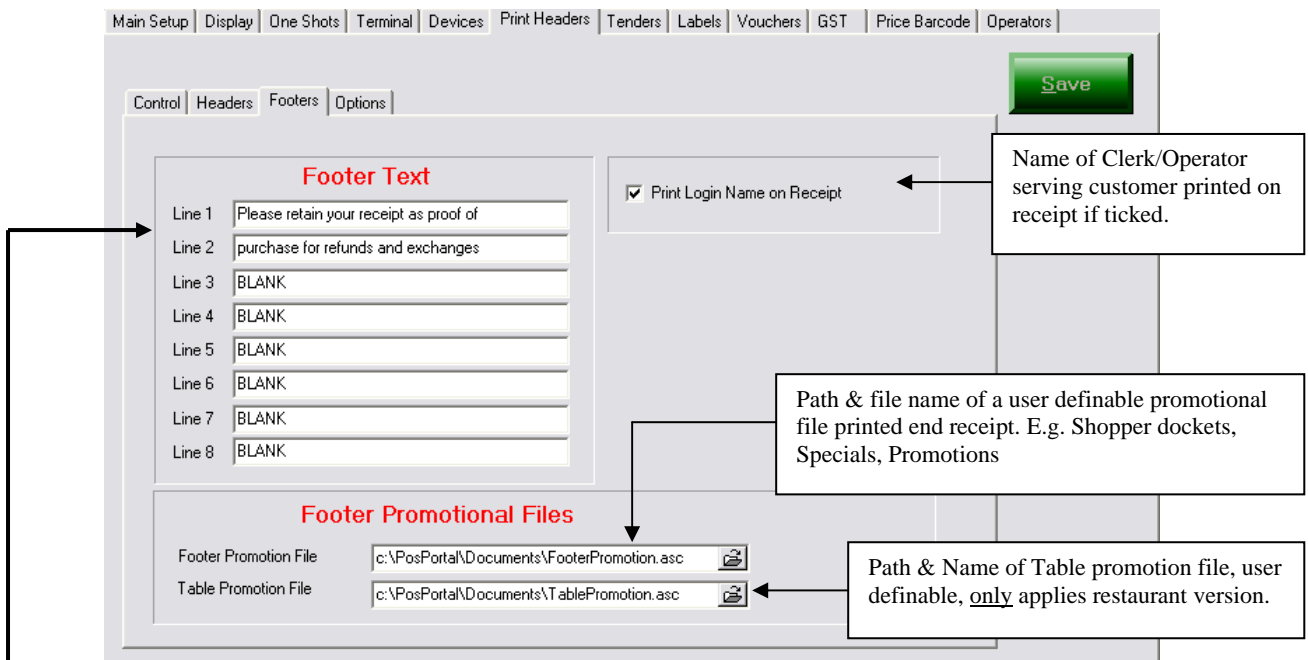 Main Setup Display One Shots Terminal Devices Print Headers Tenders Labels Vouchers GST Price Barcode Operators
Save
Control Headers Footers Options
Footer Text
Line 1 Please retain your receipt as proof of
Line 2 purchase for refunds and exchanges
Line 3 BLANK
Line 4 BLANK
Line 5 BLANK
Line 6 BLANK
Line 7 BLANK
Line 8 BLANK
Print Login Name on Receipt
Name of Clerk/Operator
serving customer printed on
receipt if ticked.
Path & file name of a user definable promotional
file printed end receipt. E.g. Shopper dockets,
Specials, Promotions
Footer Promotional Files
Footer Promotion File c:\PosPortal\Documents\FooterPromotion.asc
Table Promotion File c:\PosPortal\Documents\TablePromotion.asc
Path & Name of Table promotion file, user
definable, only applies restaurant version.